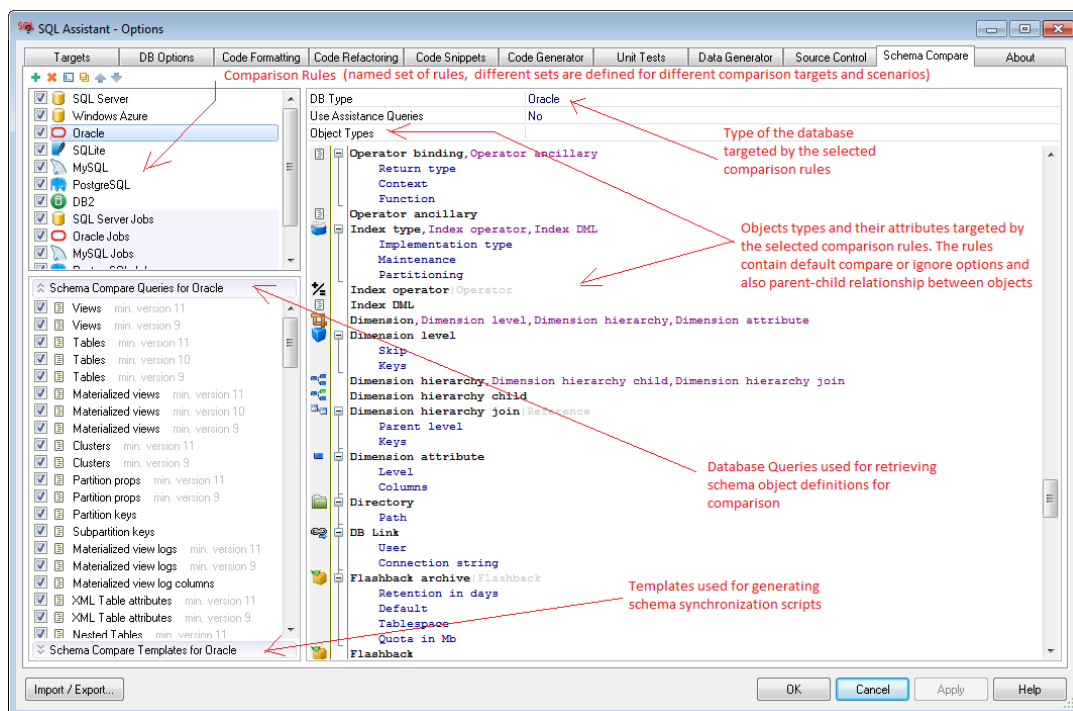 SQL Assistant - Options
Targets
DB Options
Code Formatting
Code Refactoring
Code Snippets
Code Generator
Unit Tests
Data Generator
Source Control
Schema Compare
About
Comparison Rules (named set of rules, different sets are defined for different comparison targets and scenarios)
SQL Server
Windows Azure
Oracle
SQLite
MySQL
PostgreSQL
DB2
SQL Server Jobs
Oracle Jobs
MySQL Jobs
Schema Compare Queries for Oracle
Views min. version 11
Views min. version 9
Tables min. version 11
Tables min. version 10
Tables min. version 9
Materialized views min. version 11
Materialized views min. version 10
Materialized views min. version 9
Clusters min. version 11
Clusters min. version 9
Partition props min. version 11
Partition props min. version 9
Partition keys
Subpartition keys
Materialized view logs min. version 11
Materialized view logs min. version 9
Materialized view log columns
XML Table attributes min. version 11
XML Table attributes min. version 9
Nested Tables min. version 11
Schema Compare Templates for Oracle
DB Type Oracle
Use Assistance Queries No
Object Types
Operator binding,Operator ancillary
Return type
Context
Function
Operator ancillary
Index type,Index operator,Index DML
Implementation type
Maintenance
Partitioning
Index operator|Operator
Index DML
Dimension,Dimension level,Dimension hierarchy,Dimension attribute
Dimension level
Skip
Keys
Dimension hierarchy,Dimension hierarchy child,Dimension hierarchy join
Dimension hierarchy child
Dimension hierarchy join|Reference
Parent level
Keys
Dimension attribute
Level
Columns
Directory
Path
DB Link
User
Connection string
Flashback archive|Flashback
Retention in days
Default
Tablespace
Quota in Mb
Flashback
Type of the database
targeted by the selected
comparison rules
Objects types and their attributes targeted by
the selected comparison rules. The rules
contain default compare or ignore options and
also parent-child relationship between objects
Database Queries used for retrieving
schema object definitions for
comparison
Templates used for generating
schema synchronization scripts
Import / Export...
OK
Cancel
Apply
Help